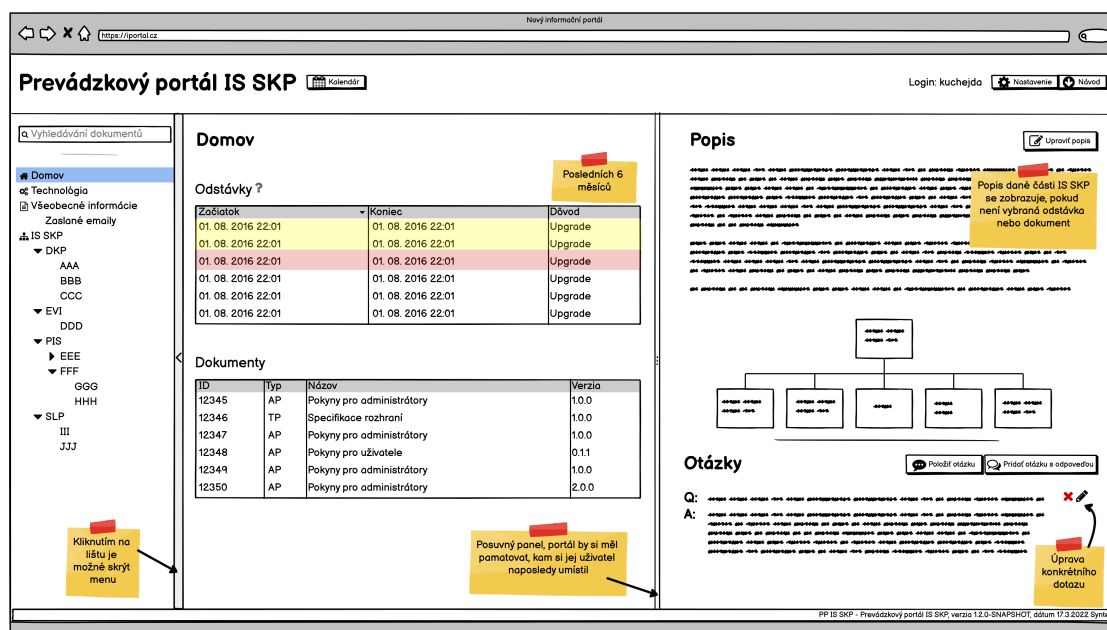 Nový informační portál
https://iportal.cz
Prevádzkový portál IS SKP
Kalendár
Login: kuchejda
Nastavenie
Návod
Vyhledávání dokumentů
Domov
Technológia
Všeobecné informácie
Zaslané emaily
IS SKP
DKP
AAA
BBB
CCC
EVI
DDD
PIS
EEE
FFF
GGG
HHH
SLP
III
JJJ
Kliknutím na
lištu je
možné skrýt
menu
Domov
Posledních 6
měsíců
Odstávky ?
Začiatok Koniec Dôvod
01. 08. 2016 22:01 01. 08. 2016 22:01 Upgrade
01. 08. 2016 22:01 01. 08. 2016 22:01 Upgrade
01. 08. 2016 22:01 01. 08. 2016 22:01 Upgrade
01. 08. 2016 22:01 01. 08. 2016 22:01 Upgrade
01. 08. 2016 22:01 01. 08. 2016 22:01 Upgrade
01. 08. 2016 22:01 01. 08. 2016 22:01 Upgrade
Dokumenty
ID Typ Názov Verzia
12345 AP Pokyny pro administrátory 1.0.0
12346 TP Specifikace rozhraní 1.0.0
12347 AP Pokyny pro administrátory 1.0.0
12348 AP Pokyny pro uživatele 0.1.1
12349 AP Pokyny pro administrátory 1.0.0
12350 AP Pokyny pro administrátory 2.0.0
Posuvný panel, portál by si měl
pamatovat, kam si jej uživatel
naposledy umístil
Popis
Upraviť popis
Popis dané části IS SKP
se zobrazuje, pokud
není vybraná odstávka
nebo dokument
Otázky
Položiť otázku
Pridať otázku s odpoveďou
Q:
A:
Úprava
konkrétního
dotazu
PP IS SKP - Prevádzkový portál IS SKP, verzia 1.2.0-SNAPSHOT, dátum 17.3.2022 Synte